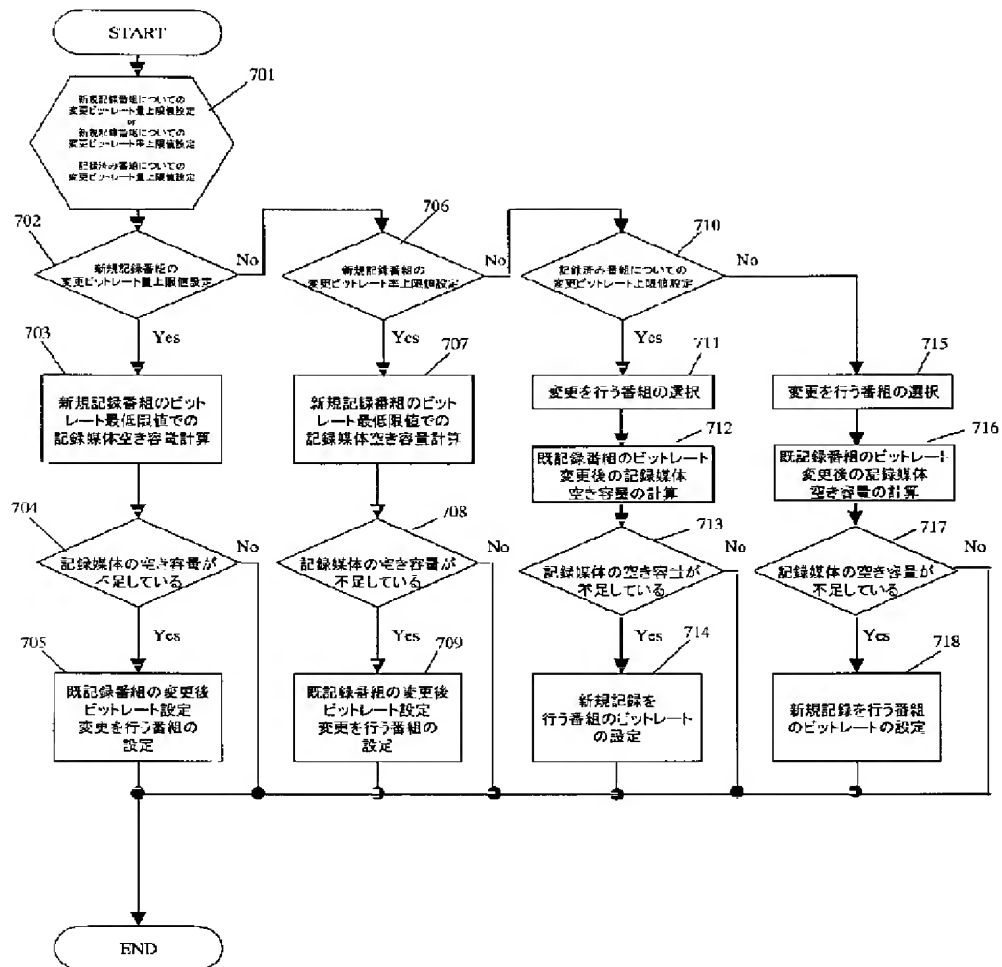 START
701
新規記録番組についての
変更ビットレート量上限値設定
or
新規記録番組についての
変更ビットレート率上限値設定
記録済み番組についての
変更ビットレート量上限値設定
702
新規記録番組の
変更ビットレート量上限値設定
No
Yes
706
新規記録番組の
変更ビットレート率上限値設定
No
Yes
710
記録済み番組についての
変更ビットレート上限値設定
No
Yes
703
新規記録番組のビット
レート最低限値での
記録媒体空き容量計算
707
新規記録番組のビット
レート最低限値での
記録媒体空き容量計算
711
変更を行う番組の選択
715
変更を行う番組の選択
712
既記録番組のビットレート
変更後の記録媒体
空き容量の計算
716
既記録番組のビットレート
変更後の記録媒体
空き容量の計算
704
記録媒体の空き容量が
不足している
No
Yes
708
記録媒体の空き容量が
不足している
No
Yes
713
記録媒体の空き容量が
不足している
No
Yes
717
記録媒体の空き容量が
不足している
No
Yes
705
既記録番組の変更後
ビットレート設定
変更を行う番組の
設定
709
既記録番組の変更後
ビットレート設定
変更を行う番組の
設定
714
新規記録を
行う番組のビットレート
の設定
718
新規記録を行う番組
のビットレートの設定
END